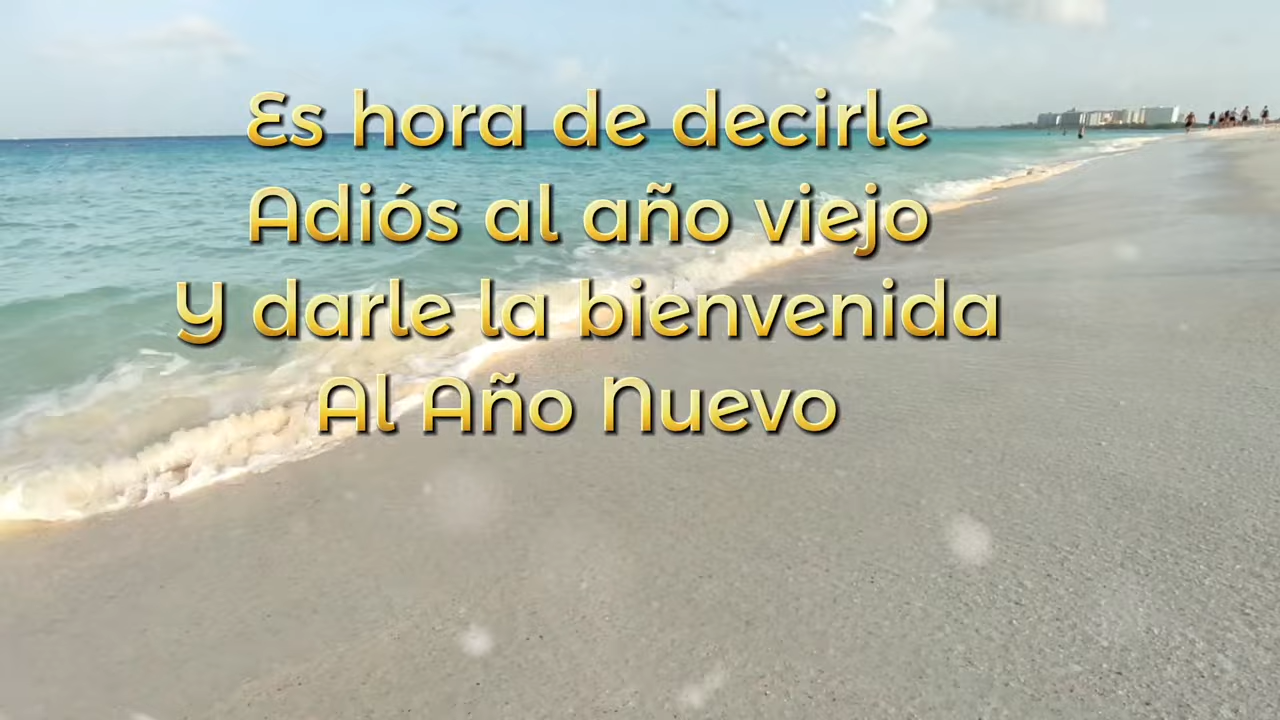 Es hora de decirle
Adiós al año viejo
Y darle la bienvenida
Al Año Nuevo